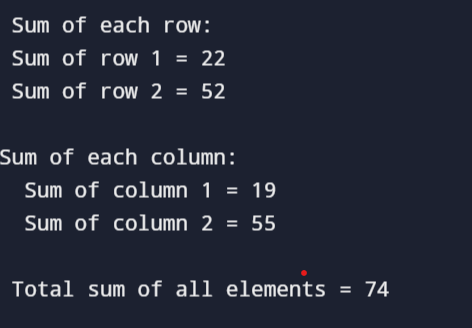 Sum of each row:
Sum of row 1 = 22
Sum of row 2 = 52
Sum of each column:
Sum of column 1 = 19
Sum of column 2 = 55
Total sum of all elements = 74